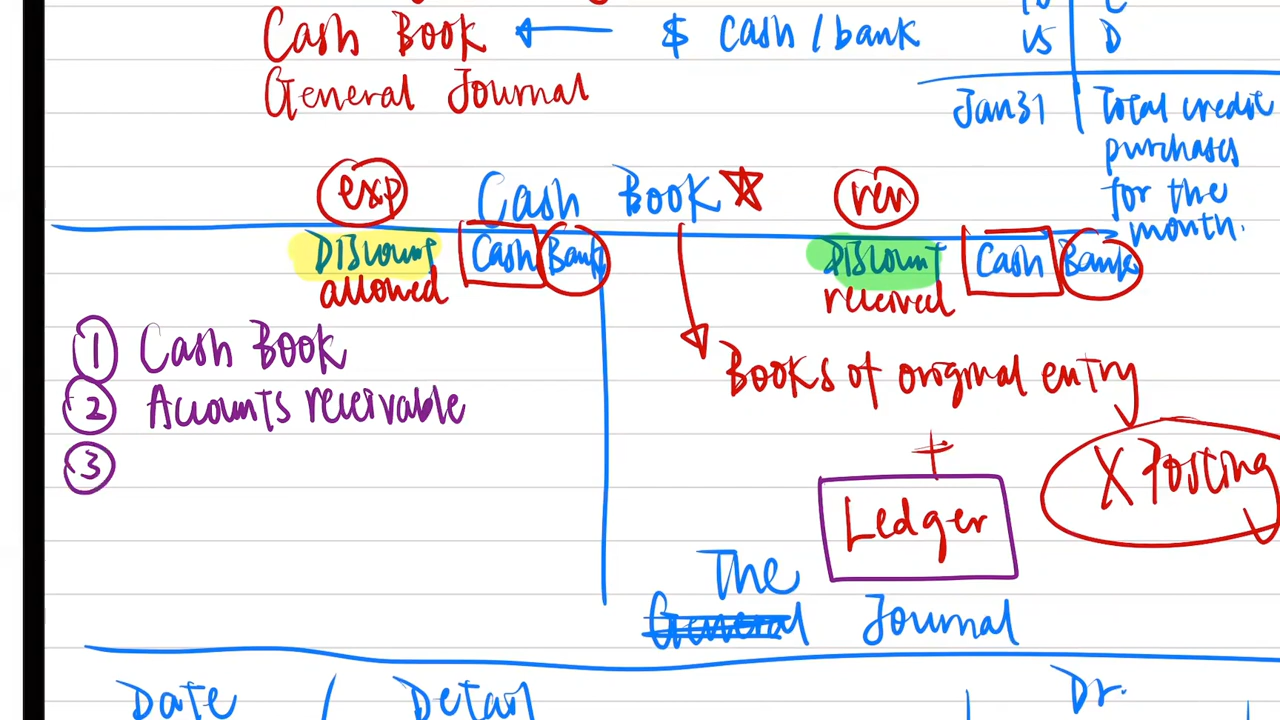 Cash Book ← $ Cash / bank
15 D
General Journal
Jan 31 Total credit
purchases
for the
month.
exp Cash Book rev
Discount Cash Bank Discount Cash Bank
allowed received
① Cash Book
② Accounts receivable
③
Books of original entry
+
Ledger
X Posting
The
General Journal
Date / Detail Dr.